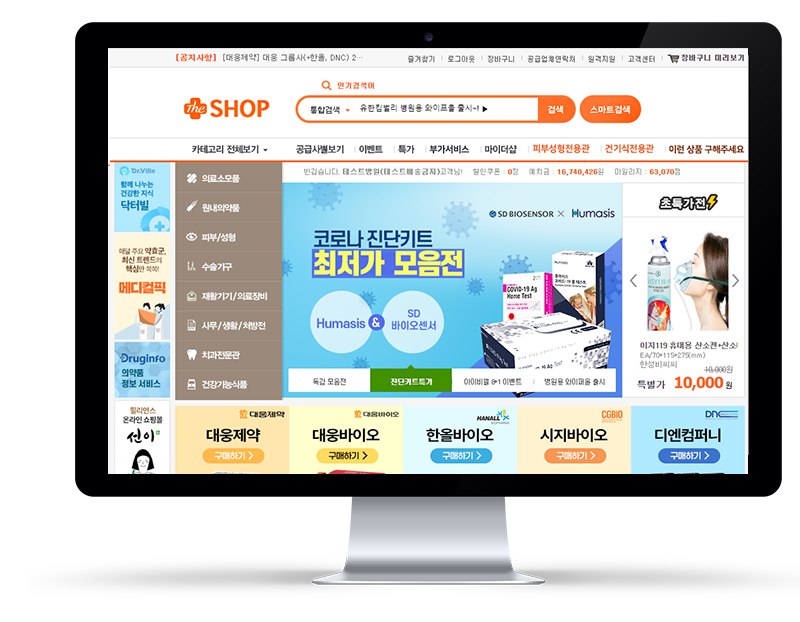 [공지사항] [대웅제약] 대웅 그룹사(+한올, DNC) 2…
즐겨찾기 로그아웃 장바구니 공급업체연락처 일격지일 고객센터 장바구니 미리보기
인기검색어
the SHOP
통합검색 유한킴벌리 병원용 와이프올 출시~! ▶ 검색 스마트검색
카테고리 전체보기 공급사별보기 이벤트 특가 부가서비스 마이더샵 피부성형전용관 건기식전용관 이런 상품 구해주세요
반갑습니다. 테스트병원(테스트배송금지)고객님! 할인쿠폰 : 0장 예치금 : 16,740,426원 마일리지 : 63,070점
Dr.Ville
함께 나누는
건강한 지식
닥터빌
매달 주요 약효군,
최신 트렌드의
핵심만 쏙쏙!
메디컬픽
Druginfo
의약품
정보 서비스
필리언스
온라인 쇼핑몰
선이
의료소모품
원내의약품
피부/성형
수술기구
재활기기/의료장비
사무/생활/처방전
치과전문관
건강기능식품
SD BIOSENSOR × Humasis
코로나 진단키트
최저가 모음전
Humasis & SD 바이오센서
Humasis
COVID-19 Ag
Home Test
독감 모음전 진단키트특가 아이비겔 9+1 이벤트 병원용 와이퍼올 출시
초특가전
이지119 휴대용 산소캔+산소
EA/70*115*275(mm)
한성비씨씨
10,000원
특별가 10,000원
대웅제약
대웅제약
구매하기
대웅바이오
대웅바이오
구매하기
HANALL
한올바이오
구매하기
CGBIO
시지바이오
구매하기
DNC
디엔컴퍼니
구매하기